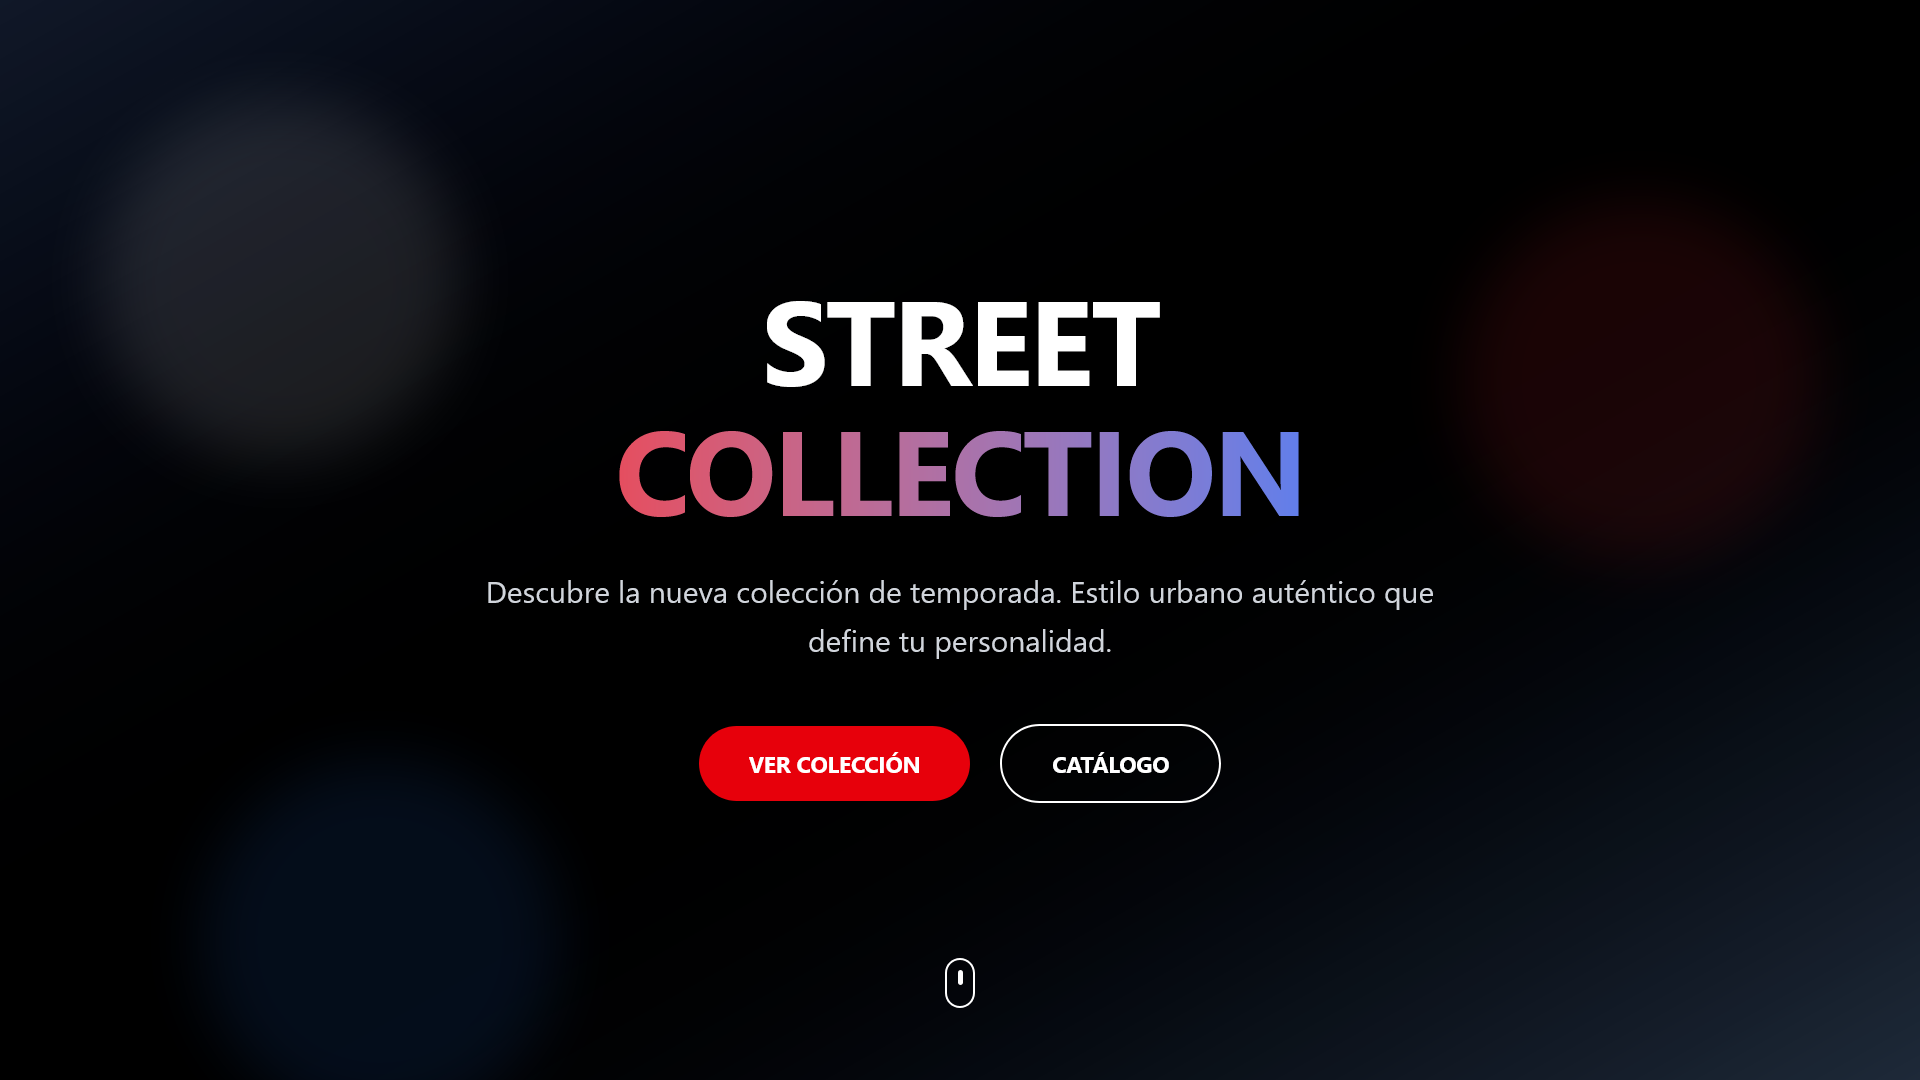 STREET
COLLECTION
Descubre la nueva colección de temporada. Estilo urbano auténtico que
define tu personalidad.
VER COLECCIÓN
CATÁLOGO